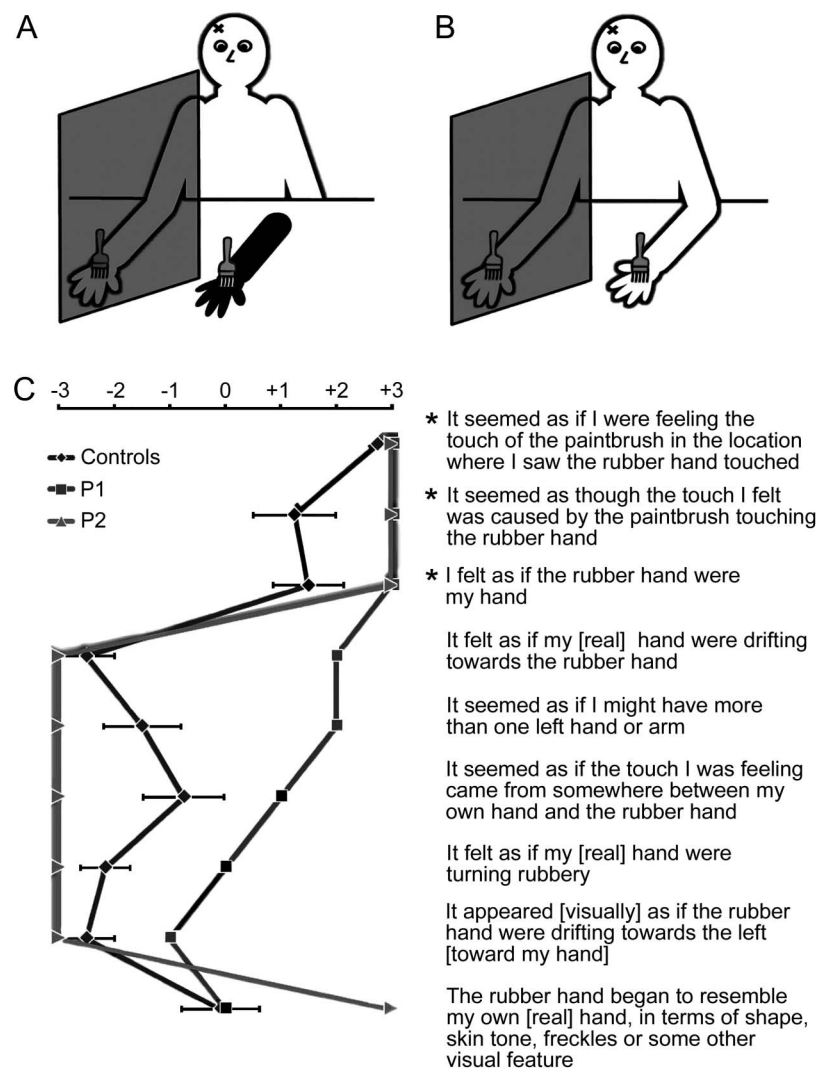 A
B
C
-3 -2 -1 0 +1 +2 +3
Controls
P1
P2
* It seemed as if I were feeling the
touch of the paintbrush in the location
where I saw the rubber hand touched
* It seemed as though the touch I felt
was caused by the paintbrush touching
the rubber hand
* I felt as if the rubber hand were
my hand
It felt as if my [real] hand were drifting
towards the rubber hand
It seemed as if I might have more
than one left hand or arm
It seemed as if the touch I was feeling
came from somewhere between my
own hand and the rubber hand
It felt as if my [real] hand were
turning rubbery
It appeared [visually] as if the rubber
hand were drifting towards the left
[toward my hand]
The rubber hand began to resemble
my own [real] hand, in terms of shape,
skin tone, freckles or some other
visual feature